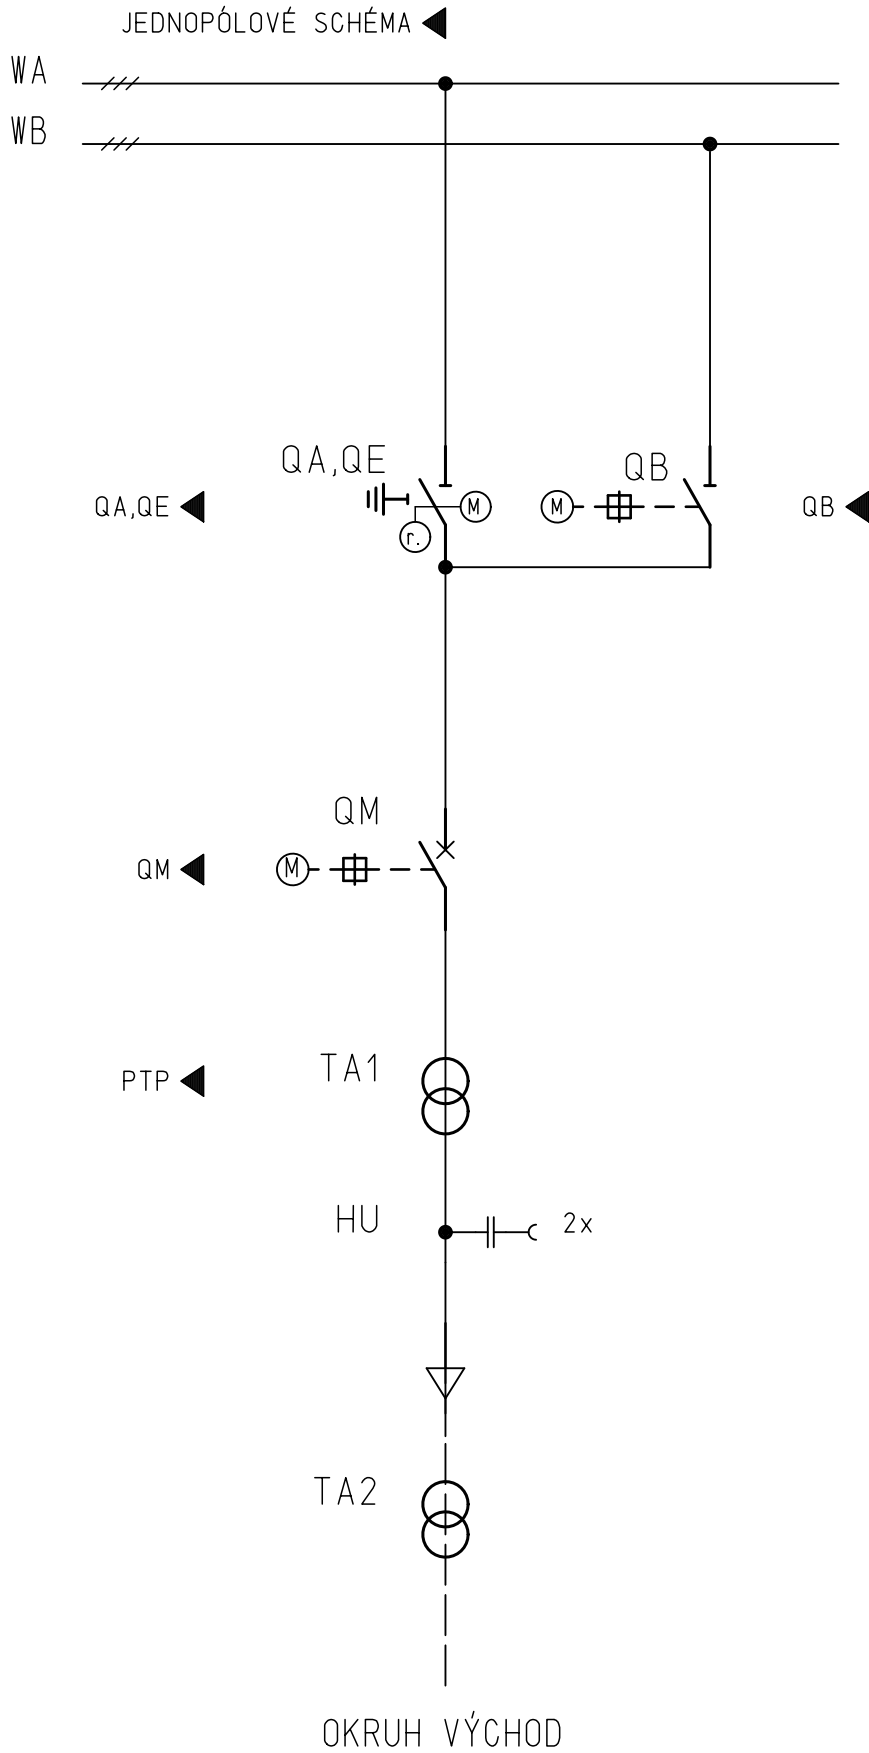 JEDNOPÓLOVÉ SCHÉMA
WA
WB
QA,QE
QB
QA,QE
M
M
QB
r.
QM
QM
M
TA1
PTP
HU
2x
TA2
OKRUH VÝCHOD